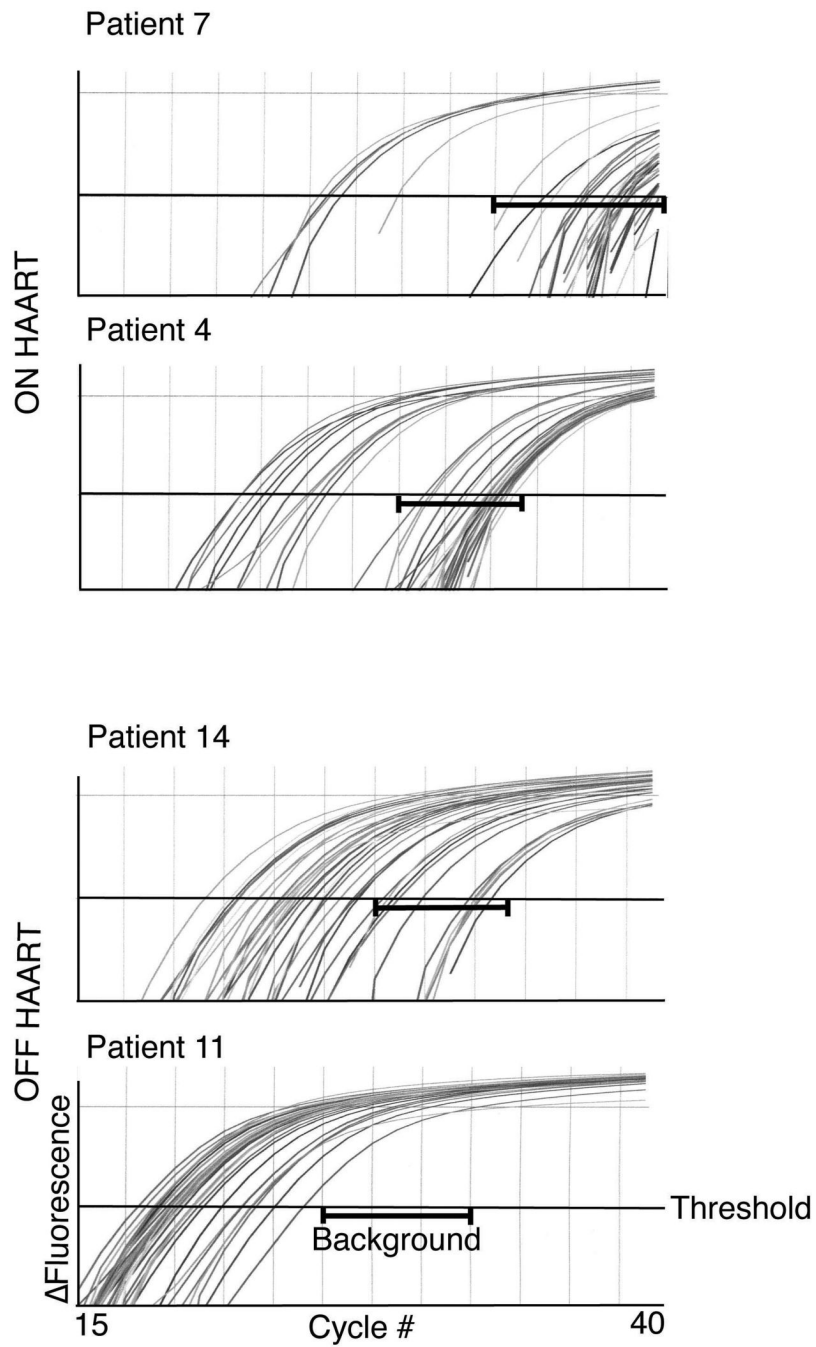 Patient 7
ON HAART
Patient 4
Patient 14
OFF HAART
Patient 11
ΔFluorescence
Threshold
Background
15
Cycle #
40